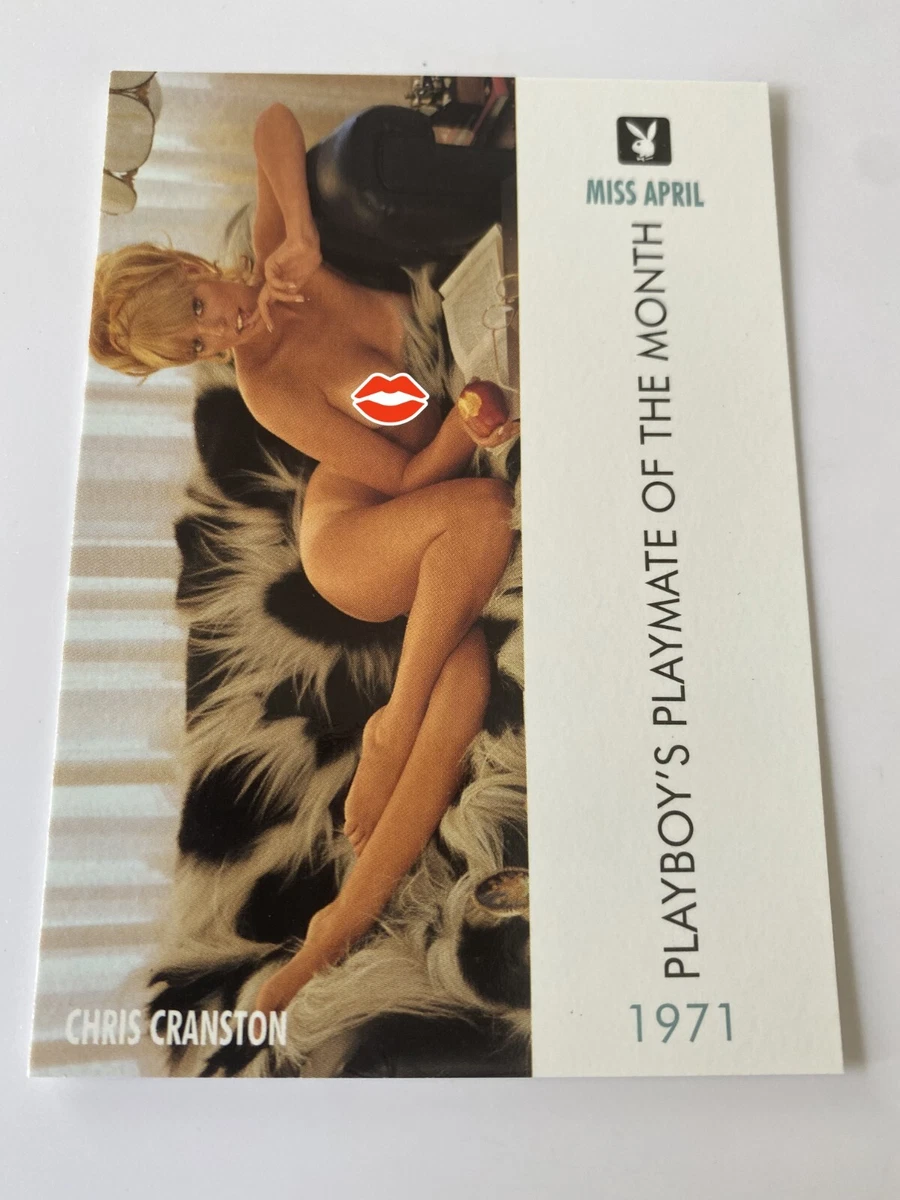 MISS APRIL
PLAYBOY'S PLAYMATE OF THE MONTH
1971
CHRIS CRANSTON